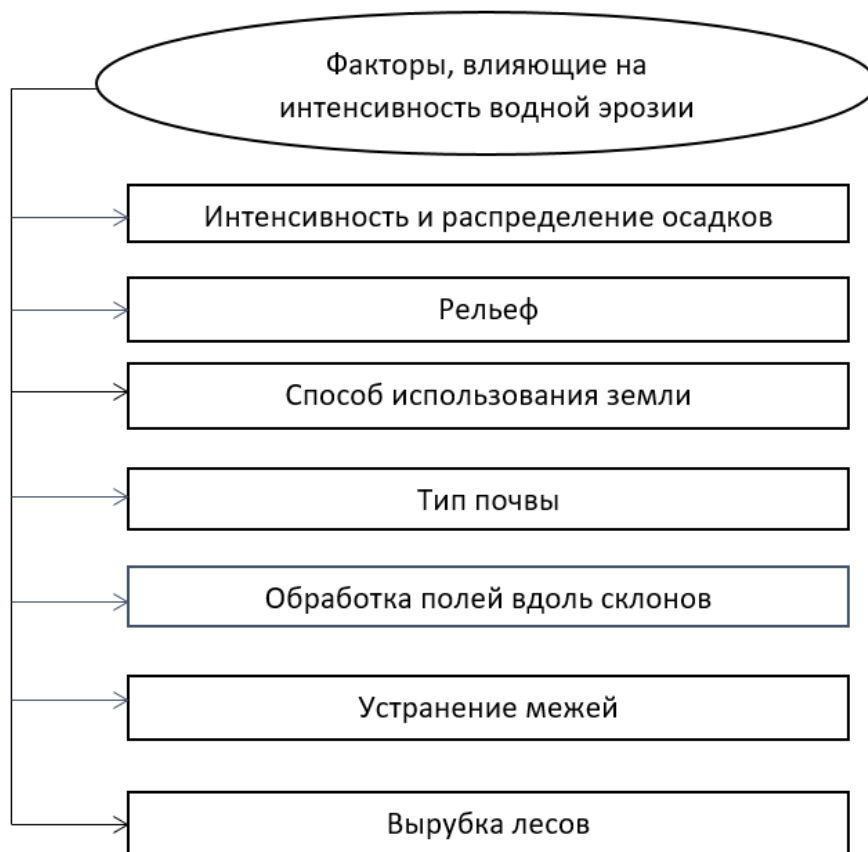 Факторы, влияющие на
интенсивность водной эрозии
Интенсивность и распределение осадков
Рельеф
Способ использования земли
Тип почвы
Обработка полей вдоль склонов
Устранение межей
Вырубка лесов